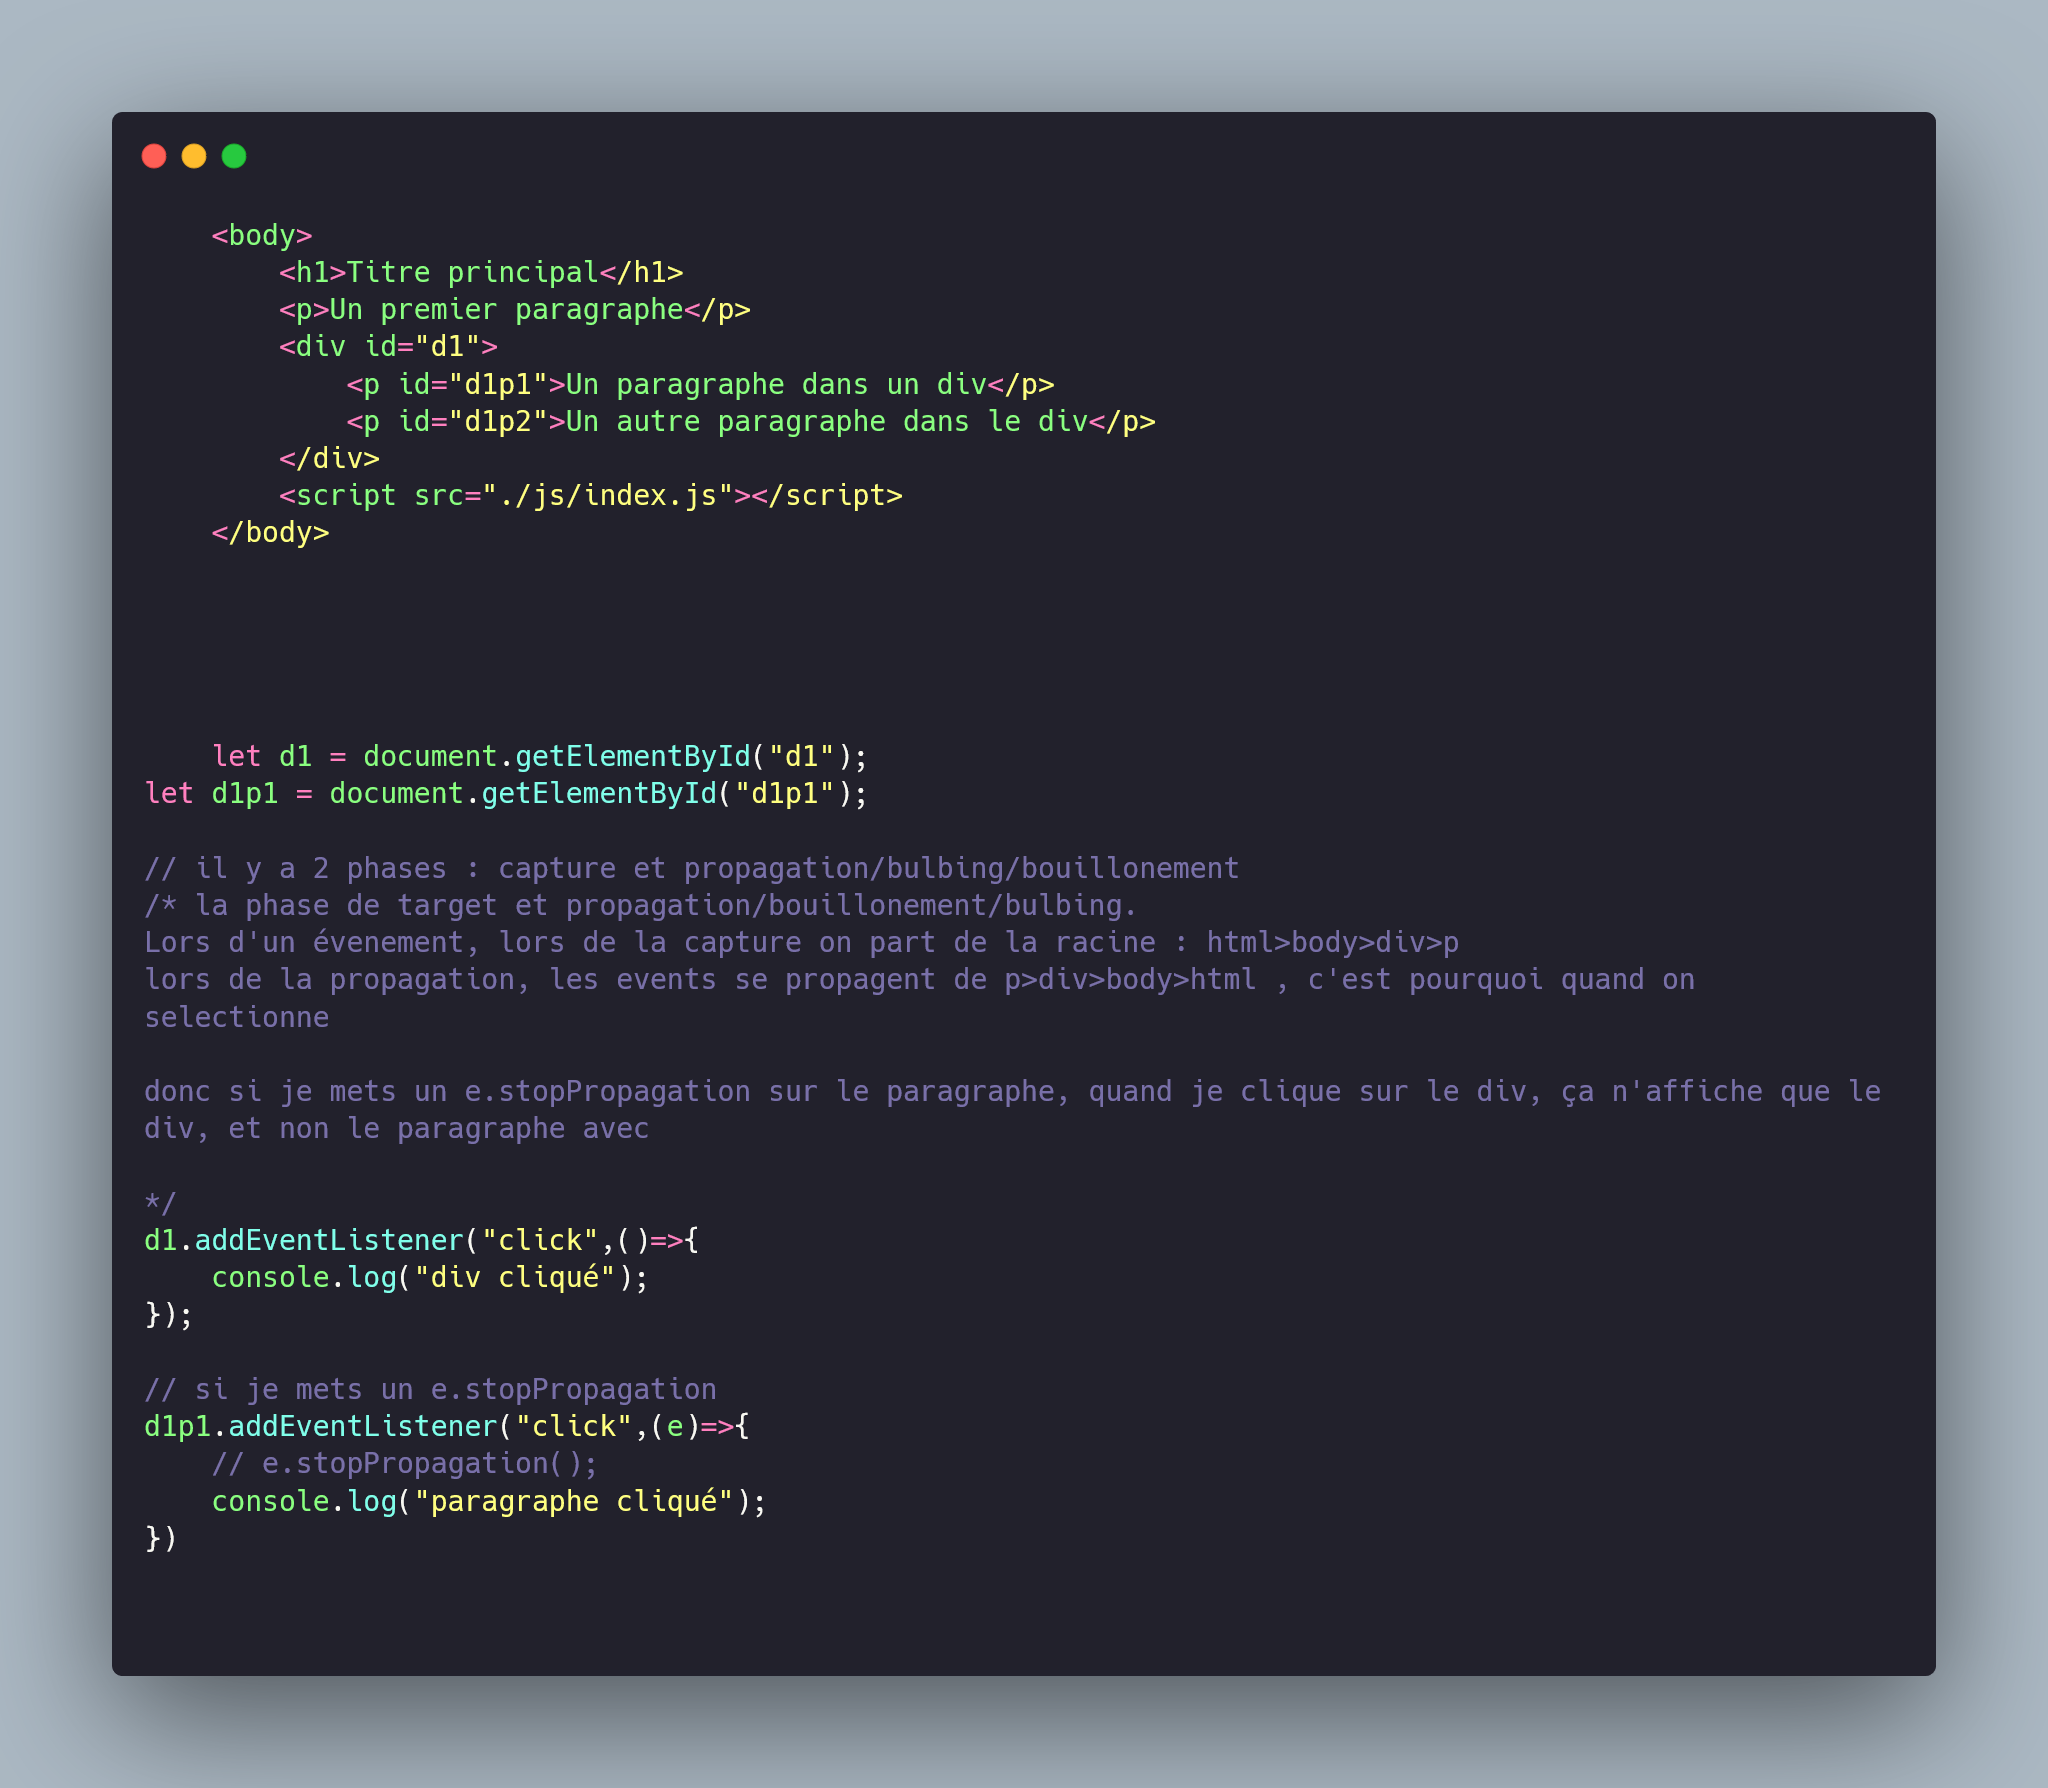 <body>
<h1>Titre principal</h1>
<p>Un premier paragraphe</p>
<div id="d1">
<p id="d1p1">Un paragraphe dans un div</p>
<p id="d1p2">Un autre paragraphe dans le div</p>
</div>
<script src="./js/index.js"></script>
</body>
let d1 = document.getElementById("d1");
let d1p1 = document.getElementById("d1p1");
// il y a 2 phases : capture et propagation/bulbing/bouillonement
/* la phase de target et propagation/bouillonement/bulbing.
Lors d'un évenement, lors de la capture on part de la racine : html>body>div>p
lors de la propagation, les events se propagent de p>div>body>html , c'est pourquoi quand on
selectionne
donc si je mets un e.stopPropagation sur le paragraphe, quand je clique sur le div, ça n'affiche que le
div, et non le paragraphe avec
*/
d1.addEventListener("click",()=>{
console.log("div cliqué");
});
// si je mets un e.stopPropagation
d1p1.addEventListener("click",(e)=>{
// e.stopPropagation();
console.log("paragraphe cliqué");
})